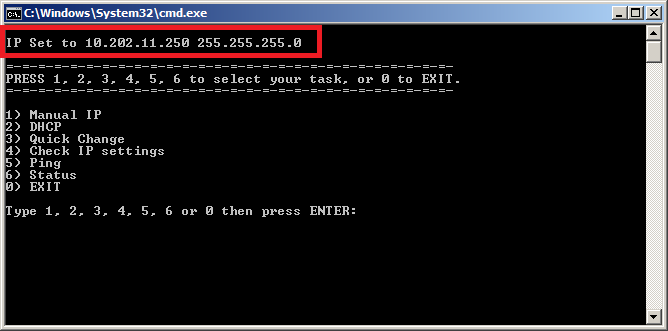 C:\Windows\System32\cmd.exe
IP Set to 10.202.11.250 255.255.255.0
=-=-=-=-=-=-=-=-=-=-=-=-=-=-=-=-=-=-=-=-=-=-=-=-=-=-=-=-=
PRESS 1, 2, 3, 4, 5, 6 to select your task, or 0 to EXIT.
=-=-=-=-=-=-=-=-=-=-=-=-=-=-=-=-=-=-=-=-=-=-=-=-=-=-=-=-=
1) Manual IP
2) DHCP
3) Quick Change
4) Check IP settings
5) Ping
6) Status
0) EXIT
Type 1, 2, 3, 4, 5, 6 or 0 then press ENTER: